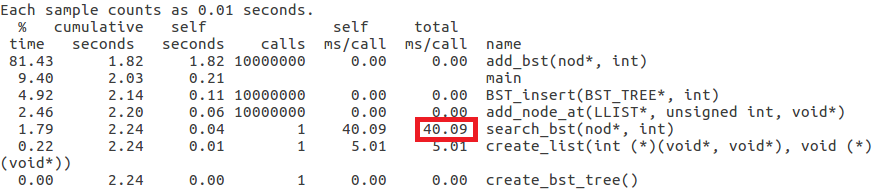 Each sample counts as 0.01 seconds.
% cumulative self self total
time seconds seconds calls ms/call ms/call name
81.43 1.82 1.82 10000000 0.00 0.00 add_bst(nod*, int)
9.40 2.03 0.21 main
4.92 2.14 0.11 10000000 0.00 0.00 BST_insert(BST_TREE*, int)
2.46 2.20 0.06 10000000 0.00 0.00 add_node_at(LLIST*, unsigned int, void*)
1.79 2.24 0.04 1 40.09 40.09 search_bst(nod*, int)
0.22 2.24 0.01 1 5.01 5.01 create_list(int (*)(void*, void*), void (*)
(void*))
0.00 2.24 0.00 1 0.00 0.00 create_bst_tree()